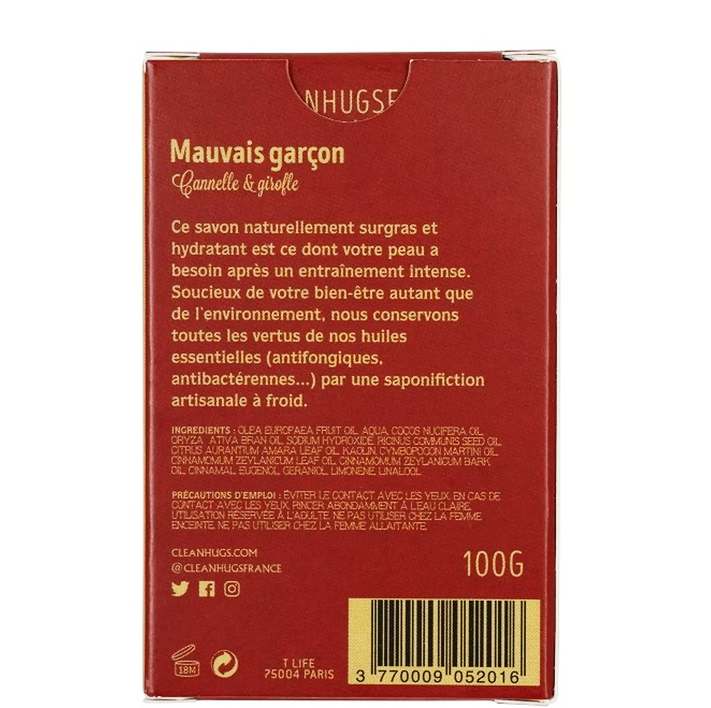 NHUGSF
Mauvais garçon
Cannelle & girofle
Ce savon naturellement surgras et
hydratant est ce dont votre peau a
besoin après un entraînement intense.
Soucieux de votre bien-être autant que
de l'environnement, nous conservons
toutes les vertus de nos huiles
essentielles (antifongiques,
antibactérennes...) par une saponifiction
artisanale à froid.
INGREDIENTS : OLEA EUROPAEA FRUIT OIL, AQUA, COCOS NUCIFERA OIL,
ORYZA ATIVA BRAN OIL, SODIUM HYDROXIDE, RICINUS COMMUNIS SEED OIL,
CITRUS AURANTIUM AMARA LEAF OIL, KAOLIN, CYMBOPOGON MARTINI OIL,
CINNAMOMUM ZEYLANICUM LEAF OIL, CINNAMOMUM ZEYLANICUM BARK
OIL, CINNAMAL EUGENOL, GERANIOL, LIMONENE, LINALOOL.
PRÉCAUTIONS D'EMPLOI : ÉVITER LE CONTACT AVEC LES YEUX. EN CAS DE
CONTACT AVEC LES YEUX, RINCER ABONDAMMENT À L'EAU CLAIRE.
UTILISATION RÉSERVÉE À L'ADULTE. NE PAS UTILISER CHEZ LA FEMME
ENCEINTE. NE PAS UTILISER CHEZ LA FEMME ALLAITANTE.
CLEANHUGS.COM
@CLEANHUGSFRANCE
100G
18M
T LIFE
75004 PARIS
3 770009 052016